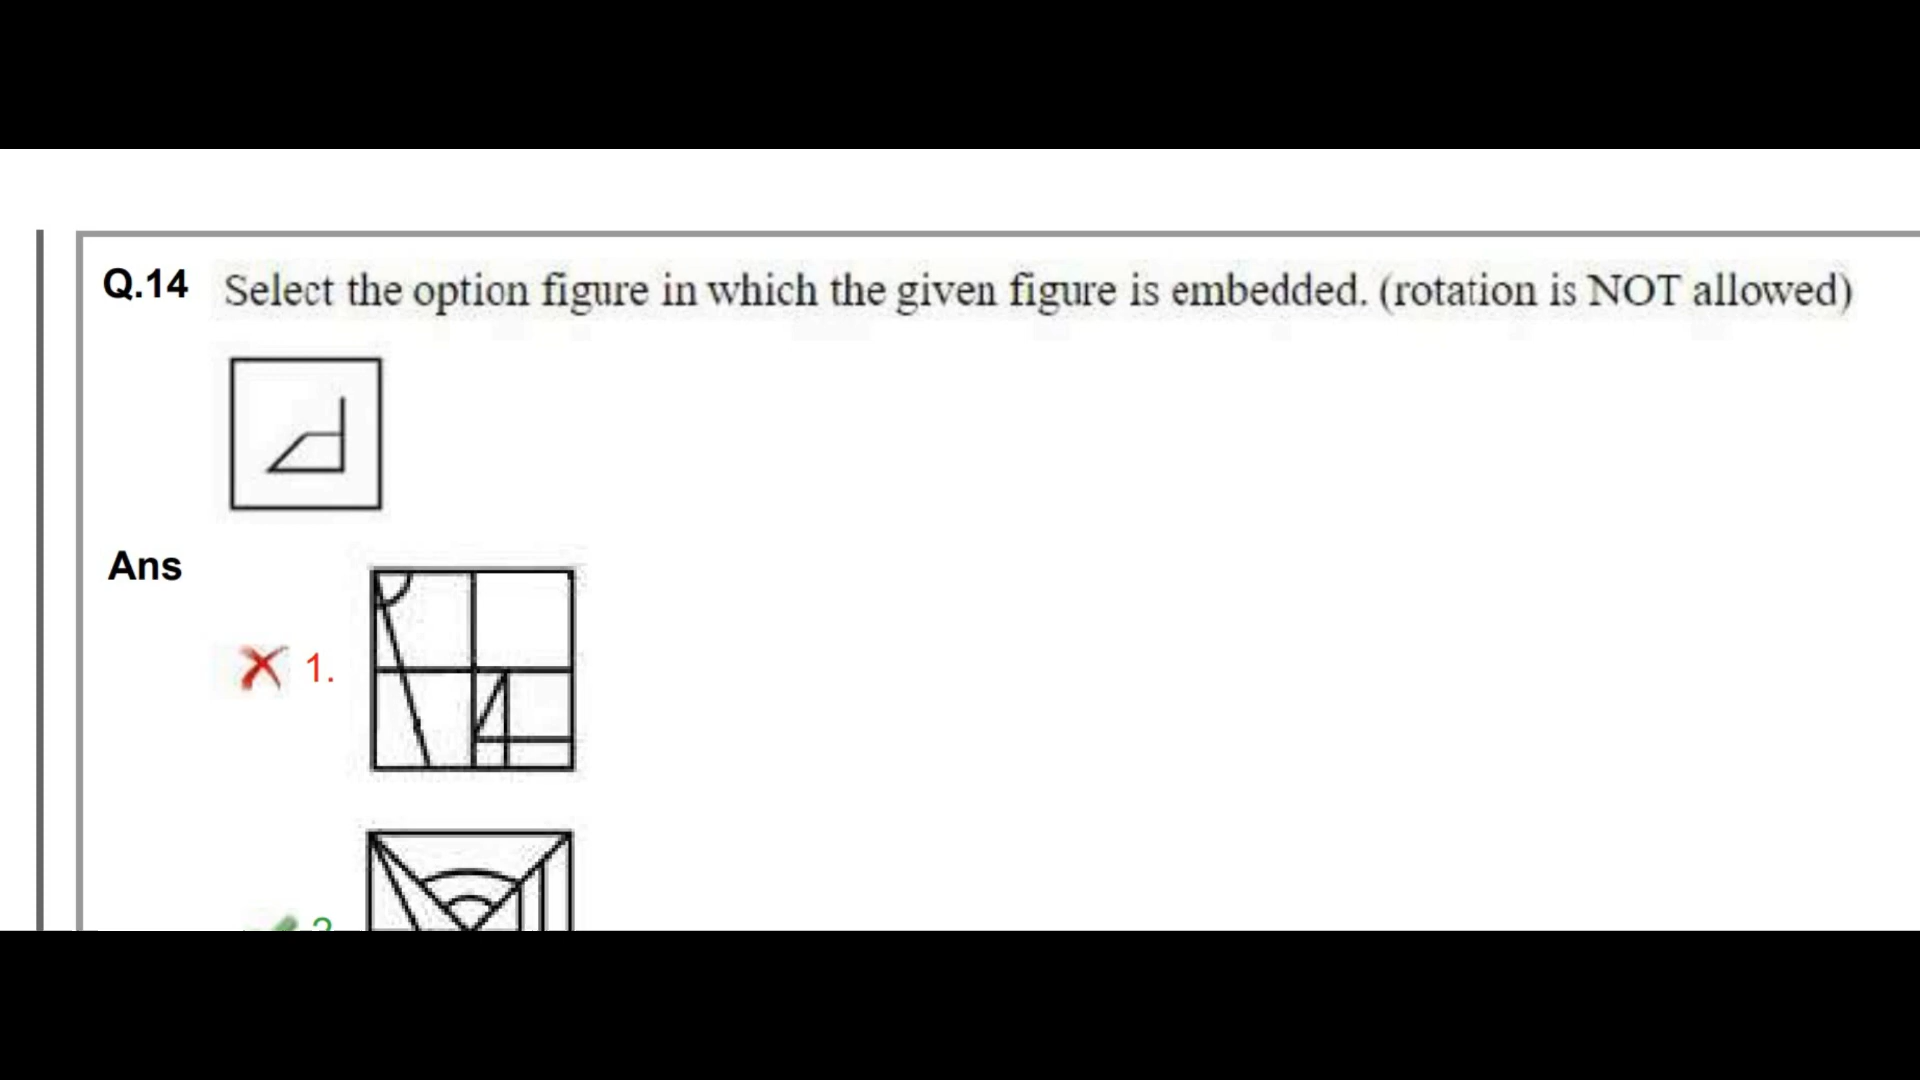 Q.14 Select the option figure in which the given figure is embedded. (rotation is NOT allowed)
Ans
1.